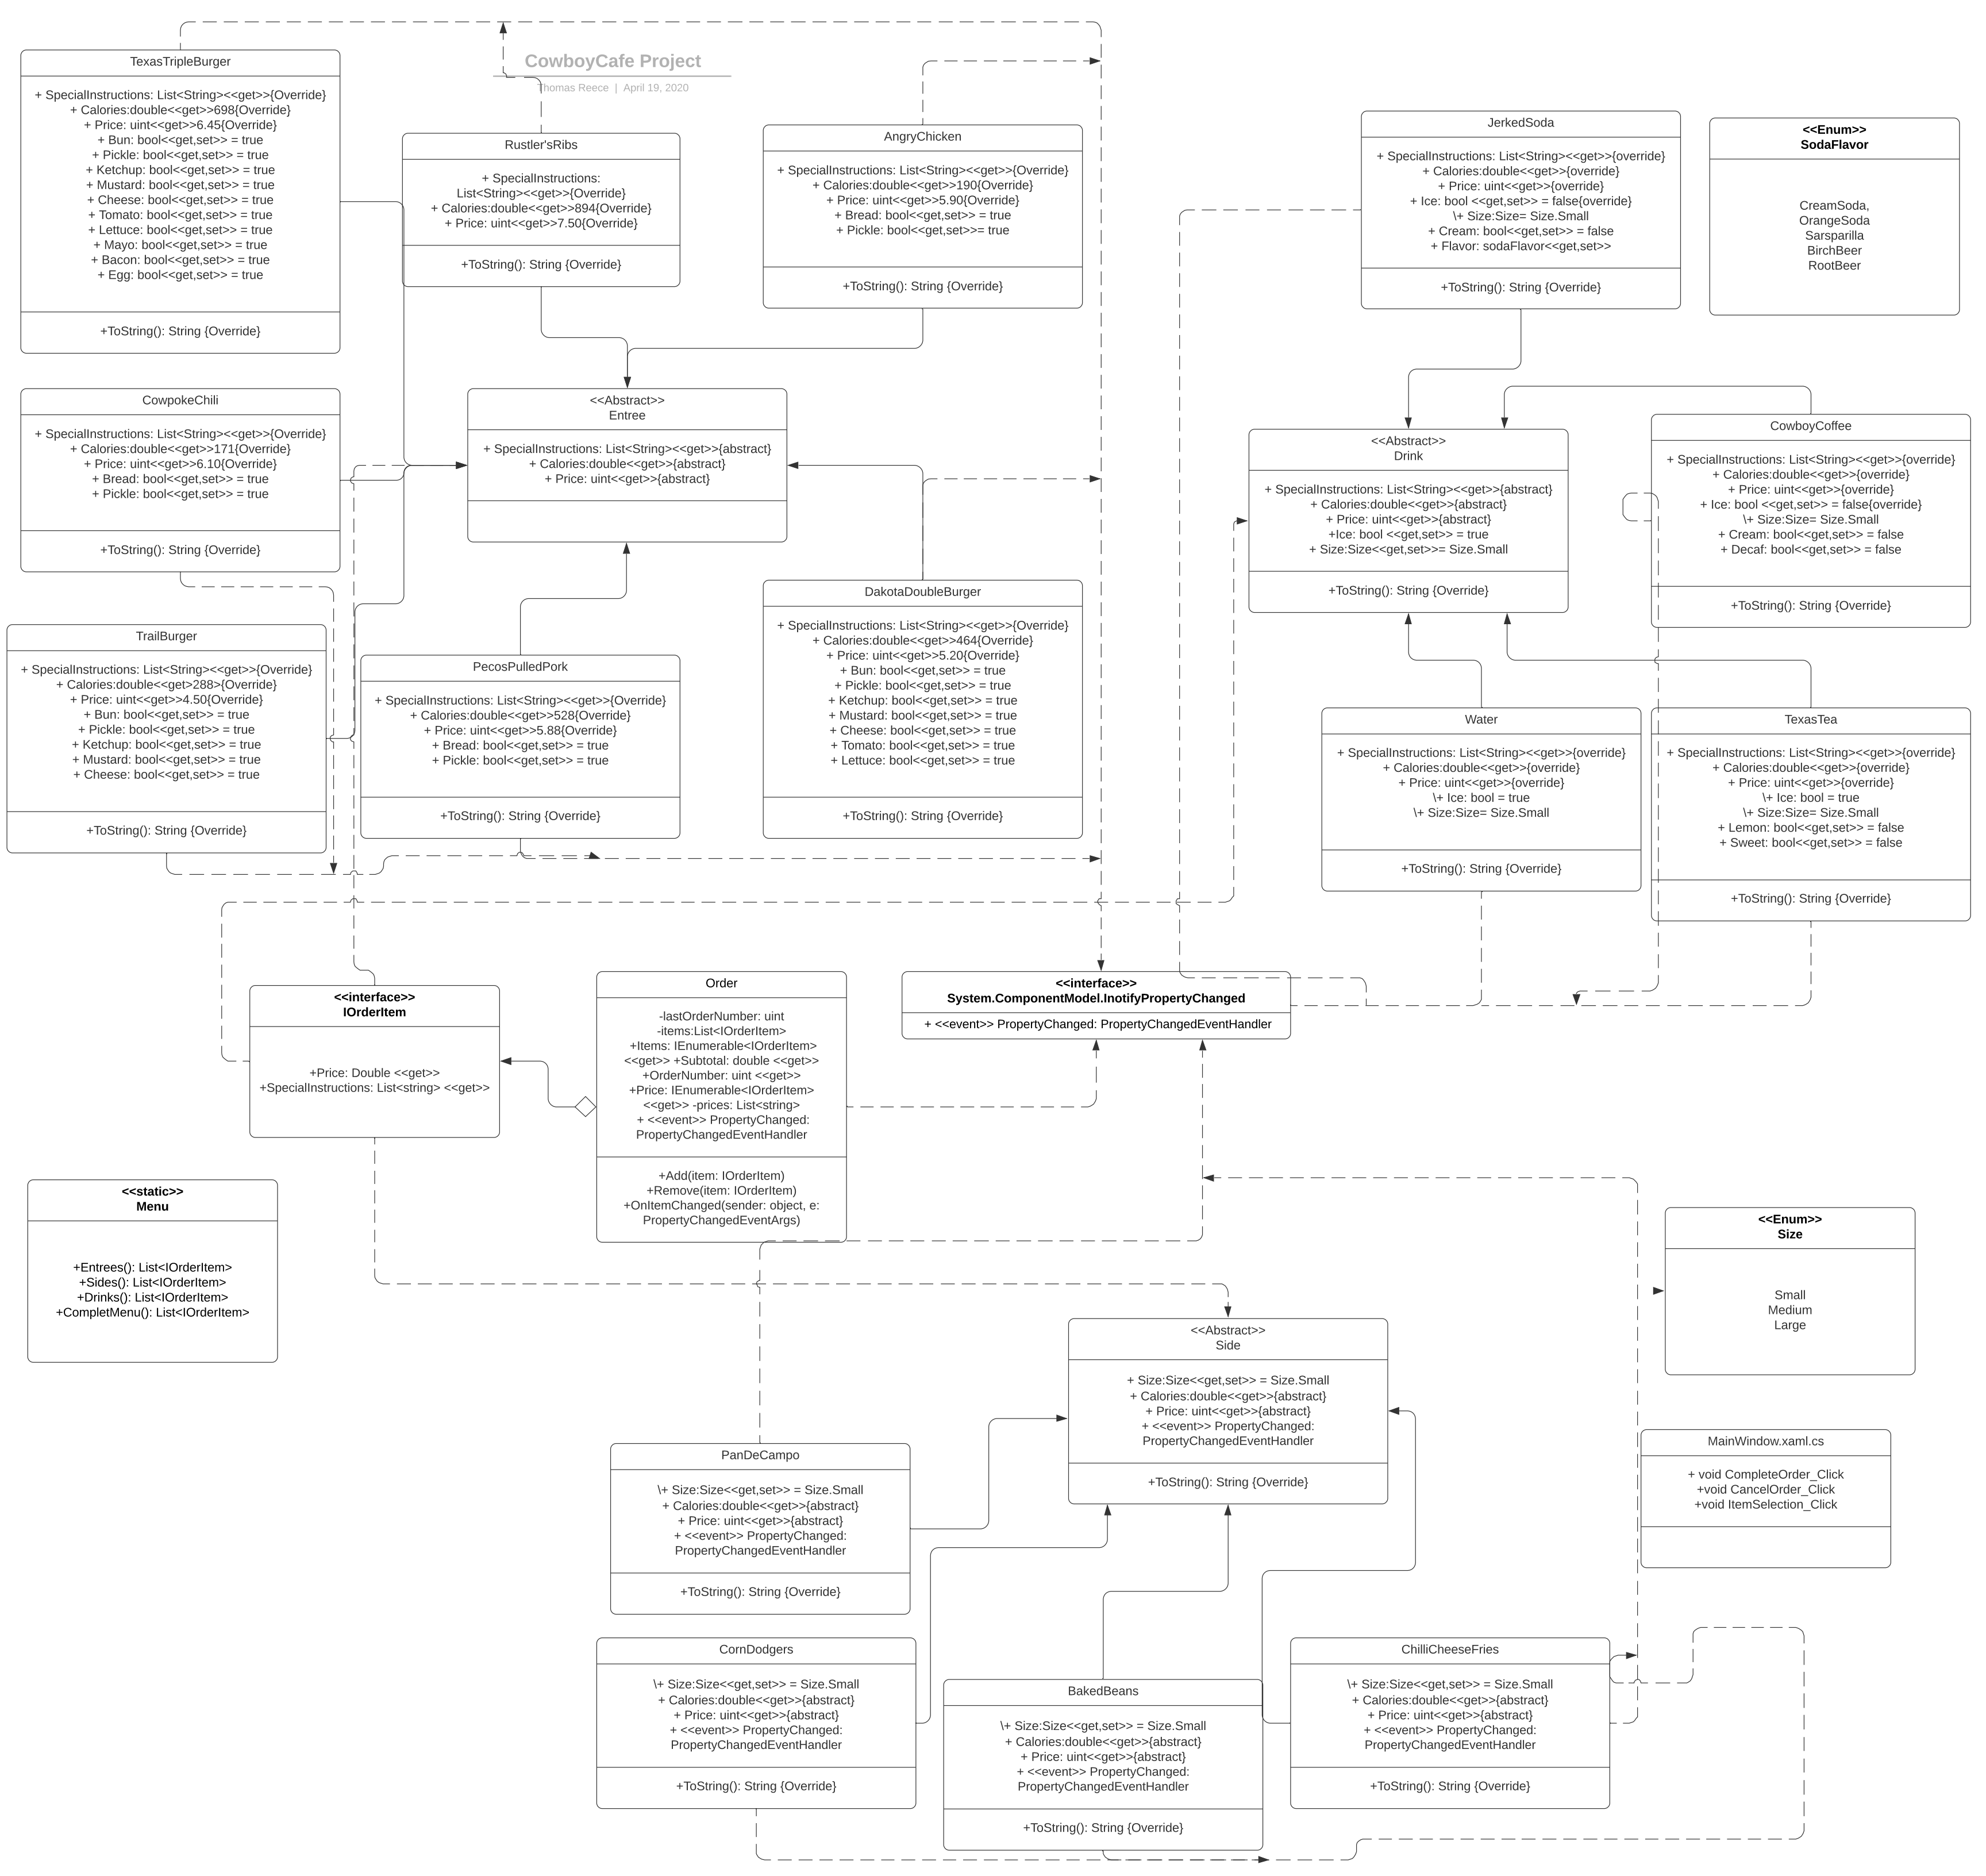 CowboyCafe Project
Thomas Reece | April 19, 2020
TexasTripleBurger
+ SpecialInstructions: List<String><<get>>{Override}
+ Calories:double<<get>>698{Override}
+ Price: uint<<get>>6.45{Override}
+ Bun: bool<<get,set>> = true
+ Pickle: bool<<get,set>> = true
+ Ketchup: bool<<get,set>> = true
+ Mustard: bool<<get,set>> = true
+ Cheese: bool<<get,set>> = true
+ Tomato: bool<<get,set>> = true
+ Lettuce: bool<<get,set>> = true
+ Mayo: bool<<get,set>> = true
+ Bacon: bool<<get,set>> = true
+ Egg: bool<<get,set>> = true
+ToString(): String {Override}
Rustler'sRibs
+ SpecialInstructions:
List<String><<get>>{Override}
+ Calories:double<<get>>894{Override}
+ Price: uint<<get>>7.50{Override}
+ToString(): String {Override}
AngryChicken
+ SpecialInstructions: List<String><<get>>{Override}
+ Calories:double<<get>>190{Override}
+ Price: uint<<get>>5.90{Override}
+ Bread: bool<<get,set>> = true
+ Pickle: bool<<get,set>>= true
+ToString(): String {Override}
JerkedSoda
+ SpecialInstructions: List<String><<get>>{override}
+ Calories:double<<get>>{override}
+ Price: uint<<get>>{override}
+ Ice: bool <<get,set>> = false{override}
\+ Size:Size= Size.Small
+ Cream: bool<<get,set>> = false
+ Flavor: sodaFlavor<<get,set>>
+ToString(): String {Override}
<<Enum>>
SodaFlavor
CreamSoda,
OrangeSoda
Sarsparilla
BirchBeer
RootBeer
CowpokeChili
+ SpecialInstructions: List<String><<get>>{Override}
+ Calories:double<<get>>171{Override}
+ Price: uint<<get>>6.10{Override}
+ Bread: bool<<get,set>> = true
+ Pickle: bool<<get,set>> = true
+ToString(): String {Override}
<<Abstract>>
Entree
+ SpecialInstructions: List<String><<get>>{abstract}
+ Calories:double<<get>>{abstract}
+ Price: uint<<get>>{abstract}
<<Abstract>>
Drink
+ SpecialInstructions: List<String><<get>>{abstract}
+ Calories:double<<get>>{abstract}
+ Price: uint<<get>>{abstract}
+Ice: bool <<get,set>> = true
+ Size:Size<<get,set>>= Size.Small
+ToString(): String {Override}
CowboyCoffee
+ SpecialInstructions: List<String><<get>>{override}
+ Calories:double<<get>>{override}
+ Price: uint<<get>>{override}
+ Ice: bool <<get,set>> = false{override}
\+ Size:Size= Size.Small
+ Cream: bool<<get,set>> = false
+ Decaf: bool<<get,set>> = false
+ToString(): String {Override}
TrailBurger
+ SpecialInstructions: List<String><<get>>{Override}
+ Calories:double<<get>288>{Override}
+ Price: uint<<get>>4.50{Override}
+ Bun: bool<<get,set>> = true
+ Pickle: bool<<get,set>> = true
+ Ketchup: bool<<get,set>> = true
+ Mustard: bool<<get,set>> = true
+ Cheese: bool<<get,set>> = true
+ToString(): String {Override}
PecosPulledPork
+ SpecialInstructions: List<String><<get>>{Override}
+ Calories:double<<get>>528{Override}
+ Price: uint<<get>>5.88{Override}
+ Bread: bool<<get,set>> = true
+ Pickle: bool<<get,set>> = true
+ToString(): String {Override}
DakotaDoubleBurger
+ SpecialInstructions: List<String><<get>>{Override}
+ Calories:double<<get>>464{Override}
+ Price: uint<<get>>5.20{Override}
+ Bun: bool<<get,set>> = true
+ Pickle: bool<<get,set>> = true
+ Ketchup: bool<<get,set>> = true
+ Mustard: bool<<get,set>> = true
+ Cheese: bool<<get,set>> = true
+ Tomato: bool<<get,set>> = true
+ Lettuce: bool<<get,set>> = true
+ToString(): String {Override}
Water
+ SpecialInstructions: List<String><<get>>{override}
+ Calories:double<<get>>{override}
+ Price: uint<<get>>{override}
\+ Ice: bool = true
\+ Size:Size= Size.Small
+ToString(): String {Override}
TexasTea
+ SpecialInstructions: List<String><<get>>{override}
+ Calories:double<<get>>{override}
+ Price: uint<<get>>{override}
\+ Ice: bool = true
\+ Size:Size= Size.Small
+ Lemon: bool<<get,set>> = false
+ Sweet: bool<<get,set>> = false
+ToString(): String {Override}
<<interface>>
IOrderItem
+Price: Double <<get>>
+SpecialInstructions: List<string> <<get>>
Order
-lastOrderNumber: uint
-items:List<IOrderItem>
+Items: IEnumerable<IOrderItem>
<<get>> +Subtotal: double <<get>>
+OrderNumber: uint <<get>>
+Price: IEnumerable<IOrderItem>
<<get>> -prices: List<string>
+ <<event>> PropertyChanged:
PropertyChangedEventHandler
+Add(item: IOrderItem)
+Remove(item: IOrderItem)
+OnItemChanged(sender: object, e:
PropertyChangedEventArgs)
<<interface>>
System.ComponentModel.InotifyPropertyChanged
+ <<event>> PropertyChanged: PropertyChangedEventHandler
<<static>>
Menu
+Entrees(): List<IOrderItem>
+Sides(): List<IOrderItem>
+Drinks(): List<IOrderItem>
+CompletMenu(): List<IOrderItem>
<<Enum>>
Size
Small
Medium
Large
<<Abstract>>
Side
+ Size:Size<<get,set>> = Size.Small
+ Calories:double<<get>>{abstract}
+ Price: uint<<get>>{abstract}
+ <<event>> PropertyChanged:
PropertyChangedEventHandler
+ToString(): String {Override}
PanDeCampo
\+ Size:Size<<get,set>> = Size.Small
+ Calories:double<<get>>{abstract}
+ Price: uint<<get>>{abstract}
+ <<event>> PropertyChanged:
PropertyChangedEventHandler
+ToString(): String {Override}
MainWindow.xaml.cs
+ void CompleteOrder_Click
+void CancelOrder_Click
+void ItemSelection_Click
CornDodgers
\+ Size:Size<<get,set>> = Size.Small
+ Calories:double<<get>>{abstract}
+ Price: uint<<get>>{abstract}
+ <<event>> PropertyChanged:
PropertyChangedEventHandler
+ToString(): String {Override}
BakedBeans
\+ Size:Size<<get,set>> = Size.Small
+ Calories:double<<get>>{abstract}
+ Price: uint<<get>>{abstract}
+ <<event>> PropertyChanged:
PropertyChangedEventHandler
+ToString(): String {Override}
ChilliCheeseFries
\+ Size:Size<<get,set>> = Size.Small
+ Calories:double<<get>>{abstract}
+ Price: uint<<get>>{abstract}
+ <<event>> PropertyChanged:
PropertyChangedEventHandler
+ToString(): String {Override}